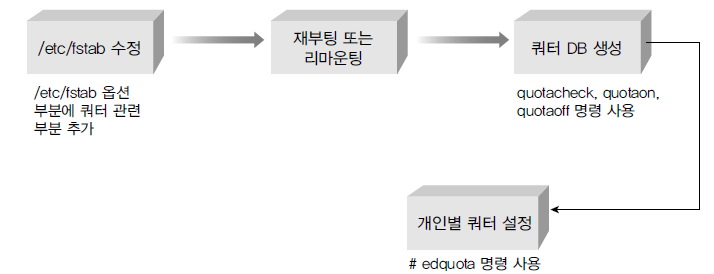 /etc/fstab 수정
/etc/fstab 옵션
부분에 쿼터 관련
부분 추가
재부팅 또는
리마운팅
쿼터 DB 생성
quotacheck, quotaon,
quotaoff 명령 사용
개인별 쿼터 설정
# edquota 명령 사용